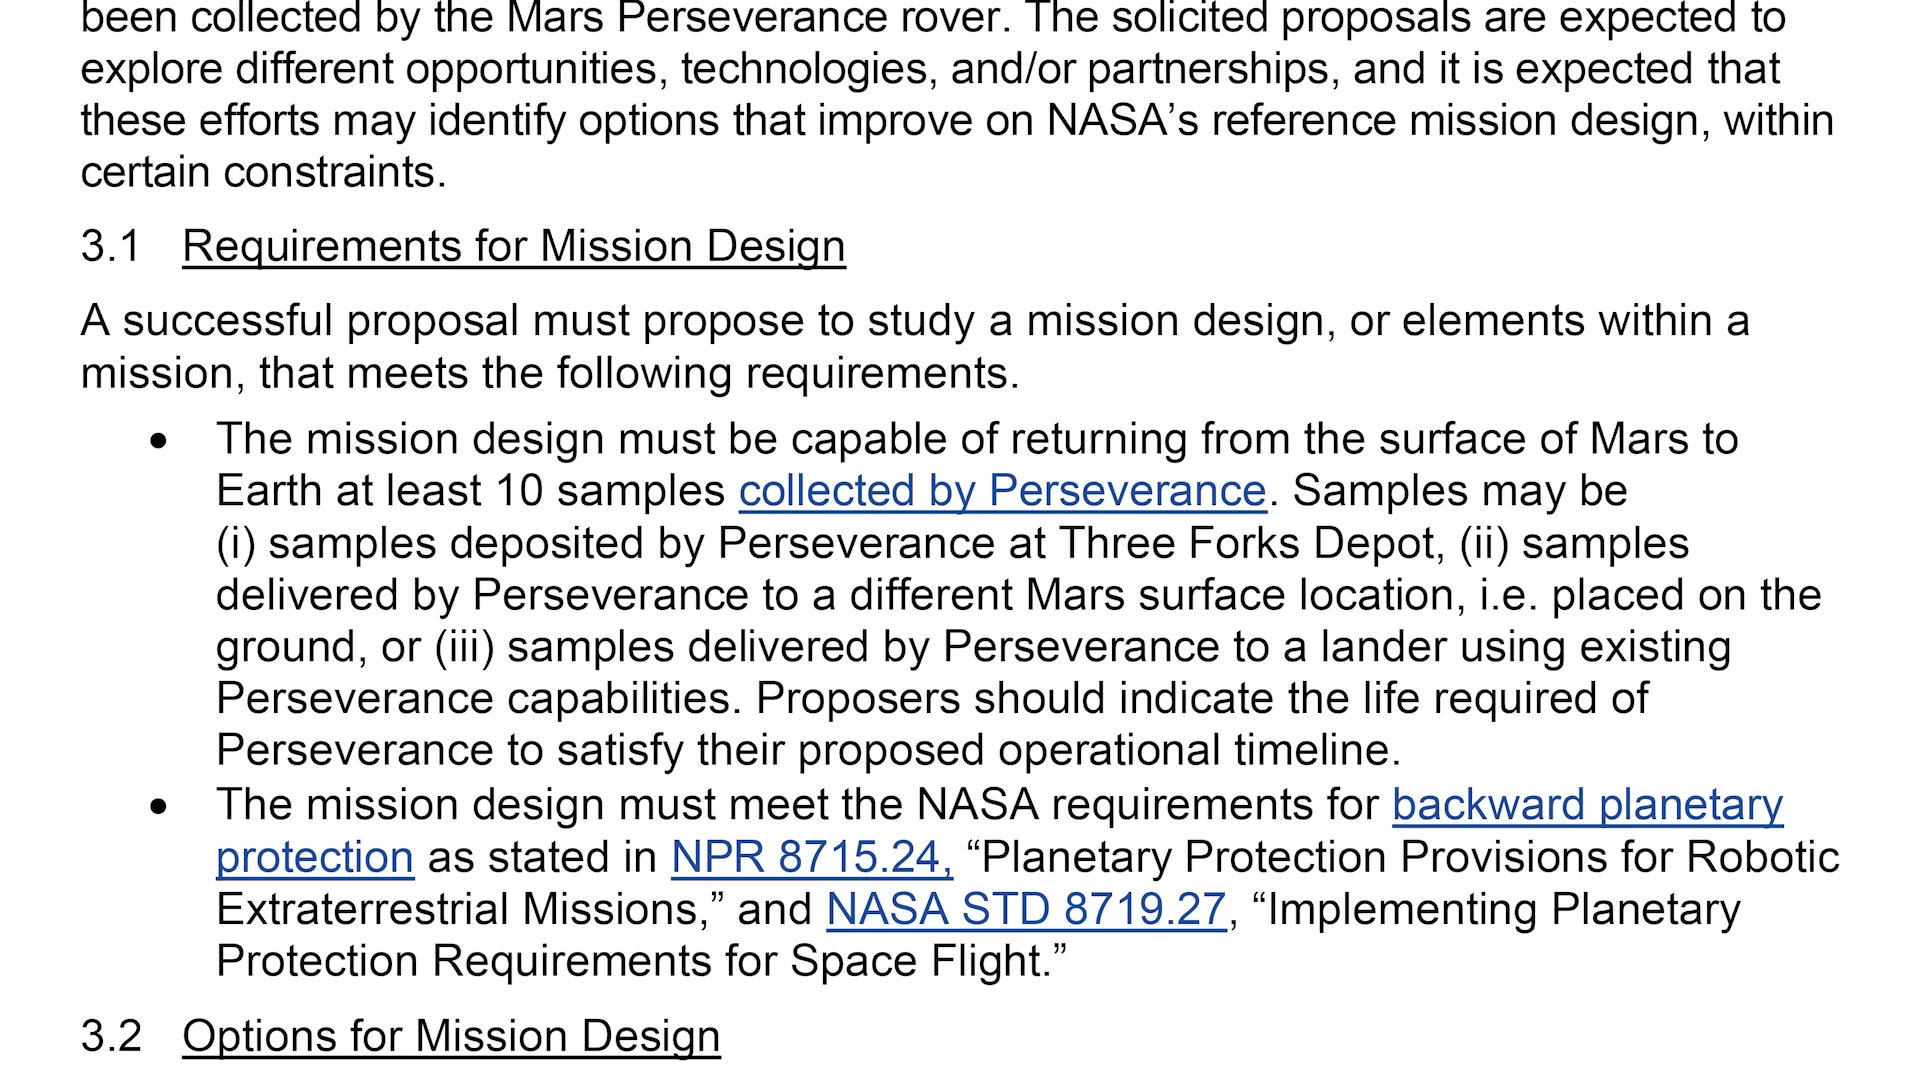 been collected by the Mars Perseverance rover. The solicited proposals are expected to
explore different opportunities, technologies, and/or partnerships, and it is expected that
these efforts may identify options that improve on NASA’s reference mission design, within
certain constraints.
3.1 Requirements for Mission Design
A successful proposal must propose to study a mission design, or elements within a
mission, that meets the following requirements.
• The mission design must be capable of returning from the surface of Mars to
Earth at least 10 samples collected by Perseverance. Samples may be
(i) samples deposited by Perseverance at Three Forks Depot, (ii) samples
delivered by Perseverance to a different Mars surface location, i.e. placed on the
ground, or (iii) samples delivered by Perseverance to a lander using existing
Perseverance capabilities. Proposers should indicate the life required of
Perseverance to satisfy their proposed operational timeline.
• The mission design must meet the NASA requirements for backward planetary
protection as stated in NPR 8715.24, “Planetary Protection Provisions for Robotic
Extraterrestrial Missions,” and NASA STD 8719.27, “Implementing Planetary
Protection Requirements for Space Flight.”
3.2 Options for Mission Design